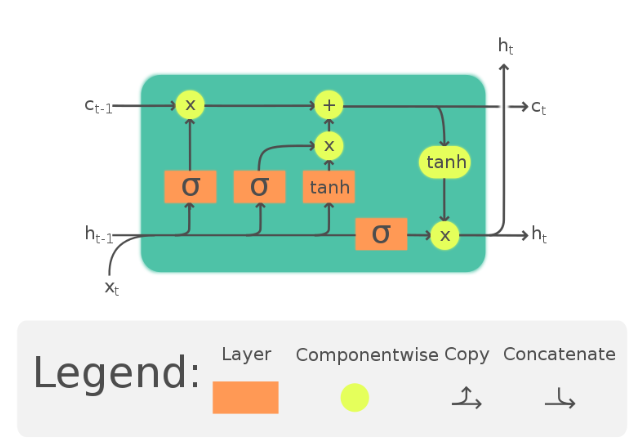 h_t
c_{t-1}
x
+
c_t
x
tanh
σ
σ
tanh
h_{t-1}
σ
x
h_t
x_t
Legend:
Layer
Componentwise
Copy
Concatenate